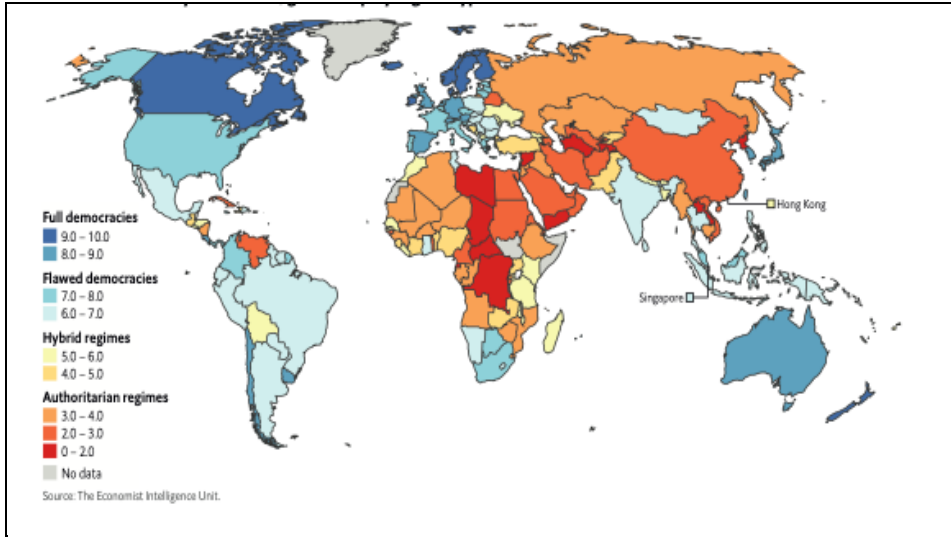 Full democracies
9.0 – 10.0
8.0 – 9.0
Flawed democracies
7.0 – 8.0
6.0 – 7.0
Hybrid regimes
5.0 – 6.0
4.0 – 5.0
Authoritarian regimes
3.0 – 4.0
2.0 – 3.0
0 – 2.0
No data
Source: The Economist Intelligence Unit.
Hong Kong
Singapore